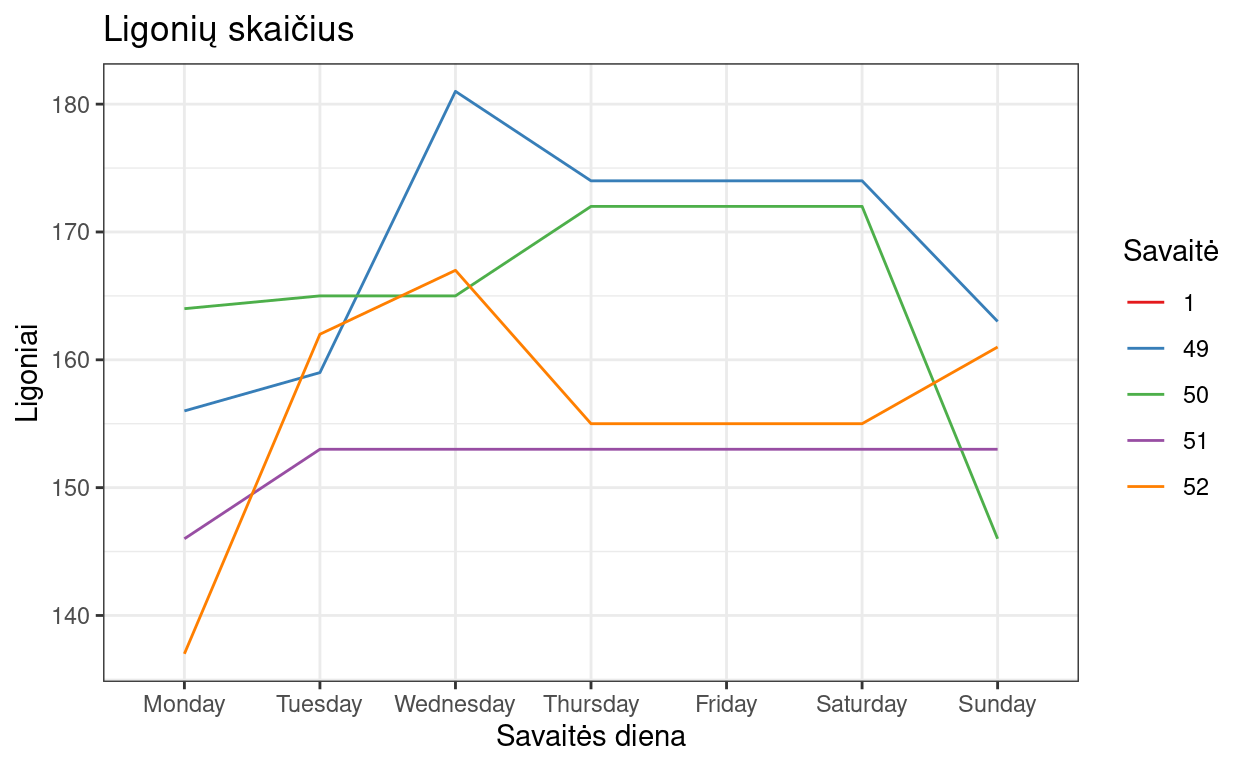 Ligonių skaičius
180
170
160
150
140
Ligoniai
Monday Tuesday Wednesday Thursday Friday Saturday Sunday
Savaitės diena
Savaitė
1
49
50
51
52